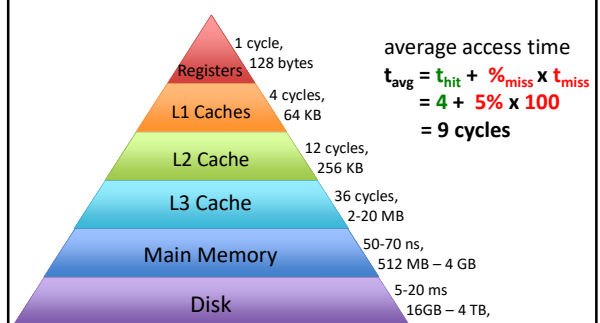 1 cycle,
128 bytes
Registers
4 cycles,
64 KB
L1 Caches
12 cycles,
256 KB
L2 Cache
36 cycles,
2-20 MB
L3 Cache
50-70 ns,
512 MB – 4 GB
Main Memory
5-20 ms
16GB – 4 TB,
Disk
average access time
t_avg = t_hit + %_miss x t_miss
= 4 + 5% x 100
= 9 cycles